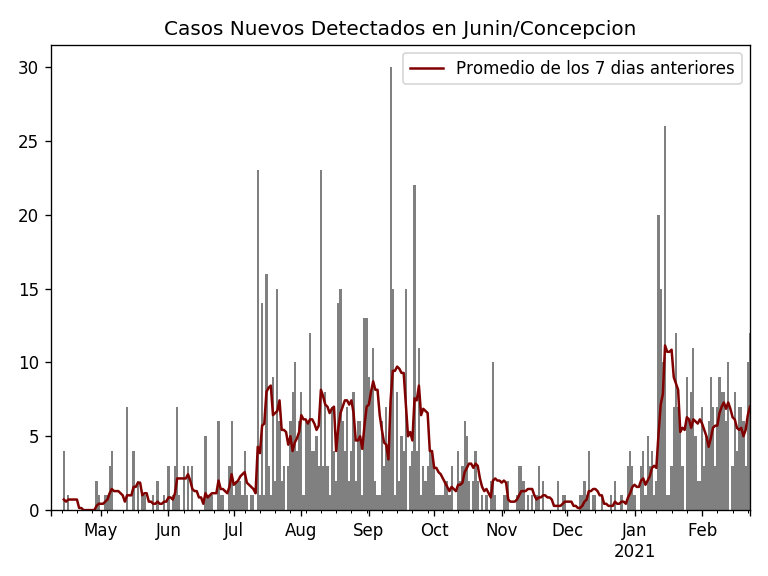 Casos Nuevos Detectados en Junin/Concepcion
Promedio de los 7 dias anteriores
30
25
20
15
10
5
0
May Jun Jul Aug Sep Oct Nov Dec Jan Feb
2021